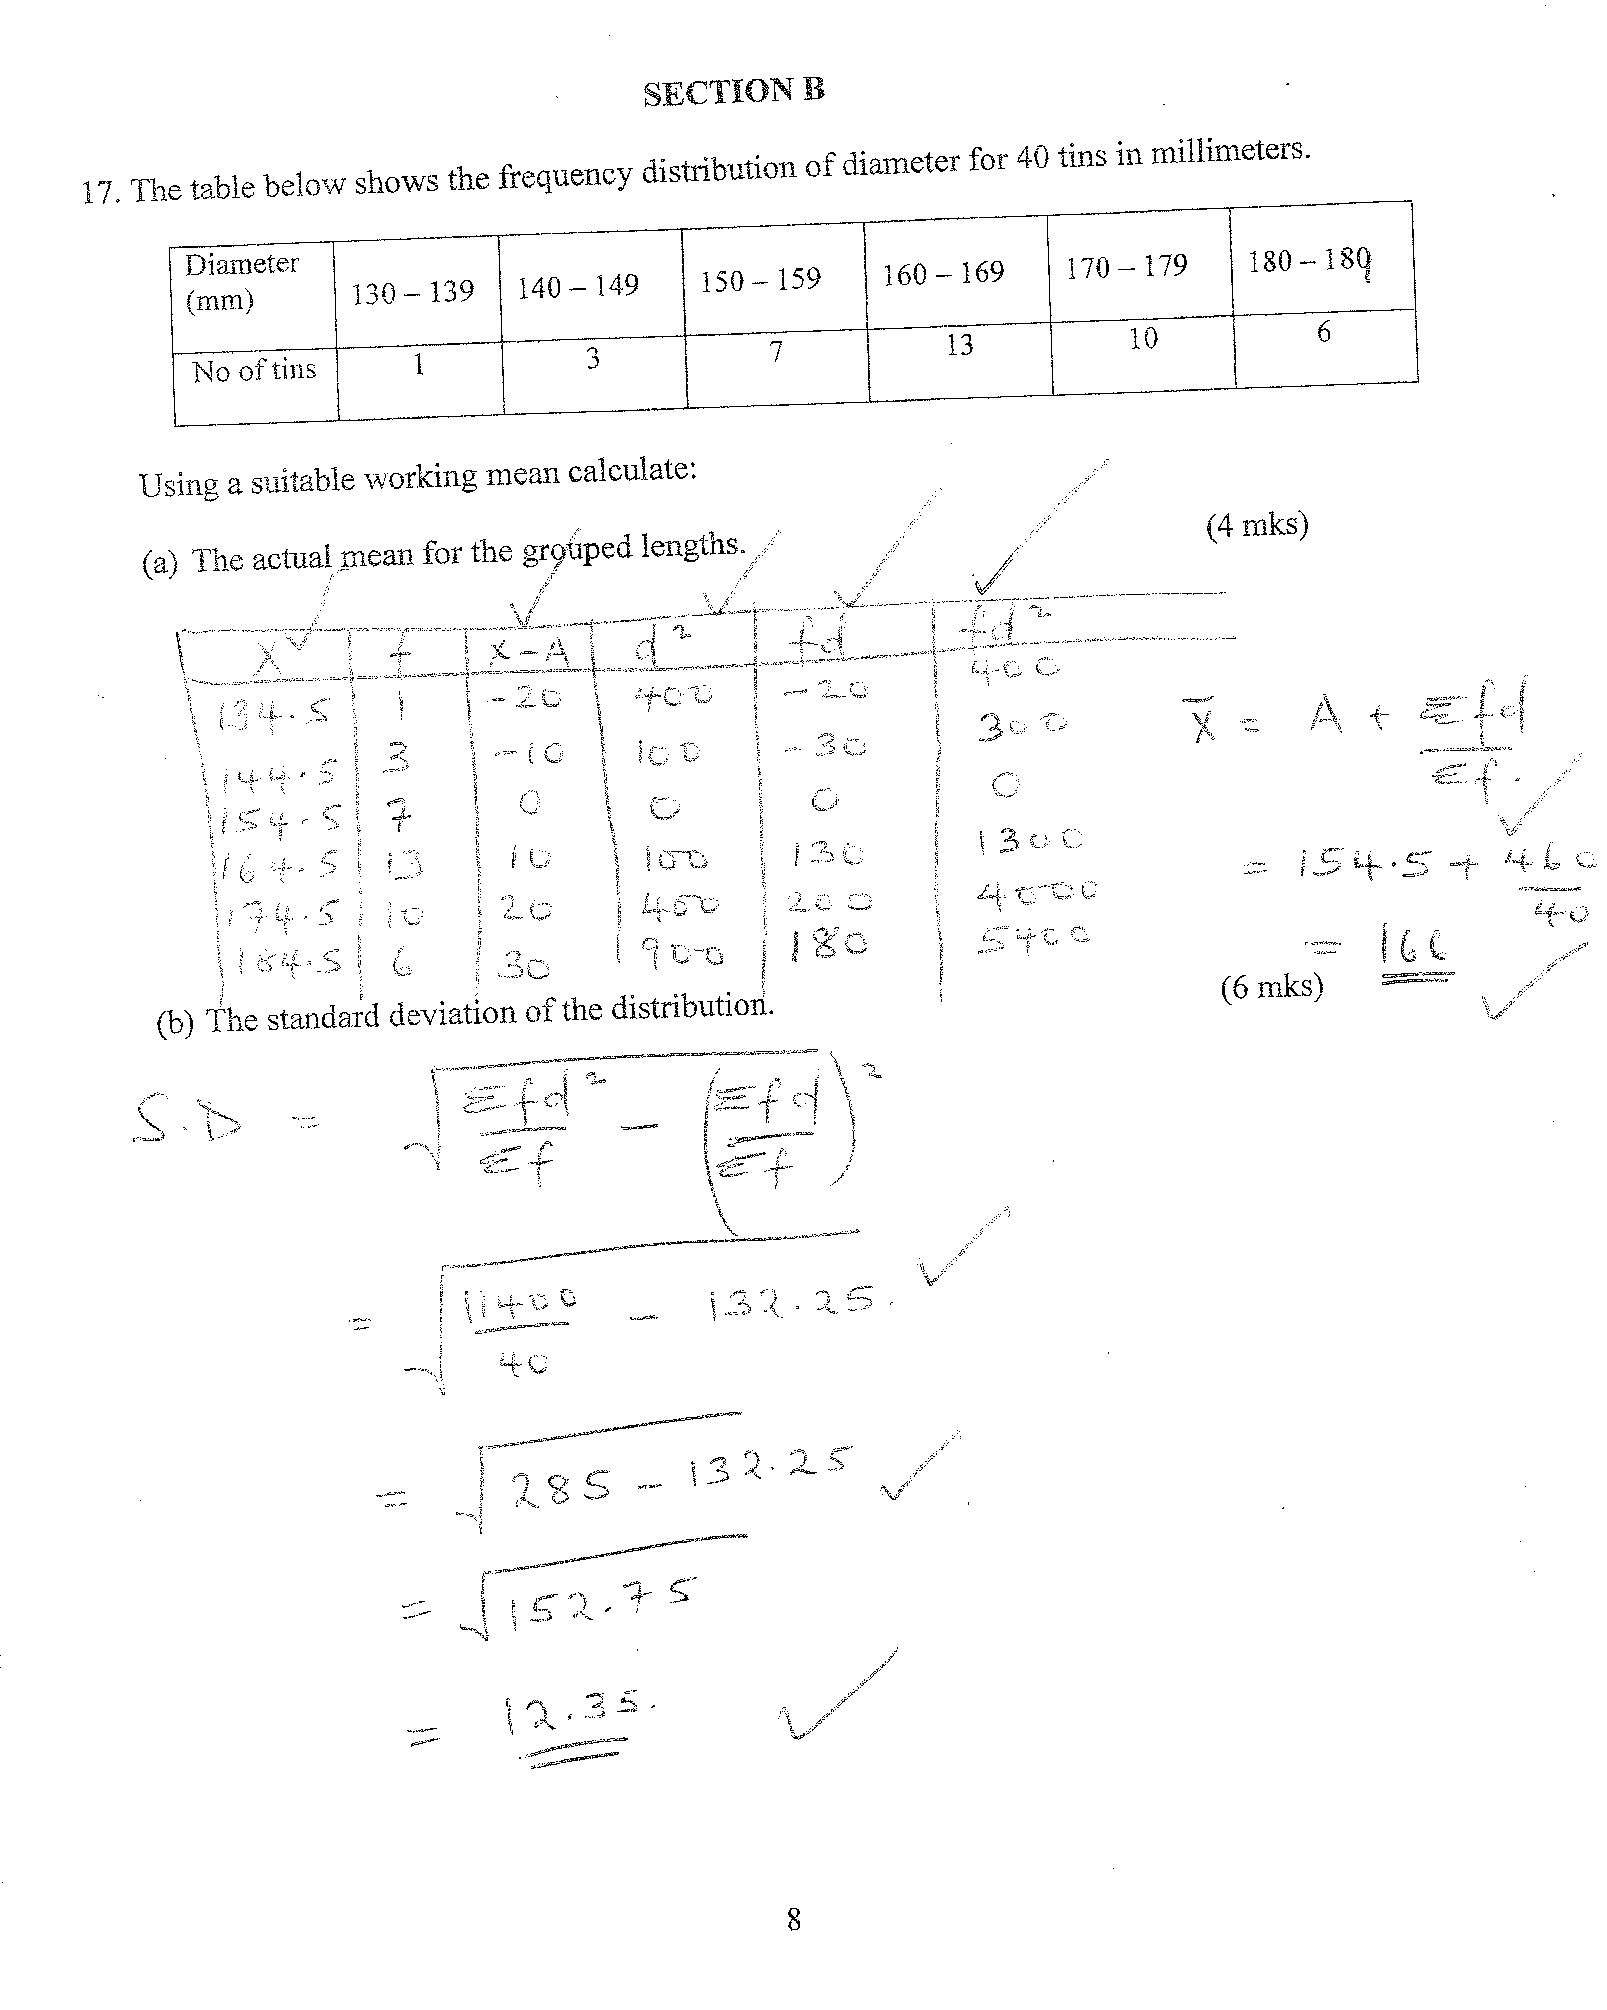 SECTION B
17. The table below shows the frequency distribution of diameter for 40 tins in millimeters.
Diameter (mm) 130 – 139 140 – 149 150 – 159 160 – 169 170 – 179 180 – 189
No of tins 1 3 7 13 10 6
Using a suitable working mean calculate:
(a) The actual mean for the grouped lengths. (4 mks)
x f x-A d² fd fd²
134.5 1 -20 400 -20 400
144.5 3 -10 100 -30 300
154.5 7 0 0 0 0
164.5 13 10 100 130 1300
174.5 10 20 400 200 4000
184.5 6 30 900 180 5400
x̄ = A + Σfd/Σf.
= 154.5 + 460/40
= 166
(b) The standard deviation of the distribution. (6 mks)
S.D = √Σfd²/Σf - (Σfd/Σf)²
= √11400/40 - 132.25.
= √285 - 132.25
= √152.75
= 12.35.
8